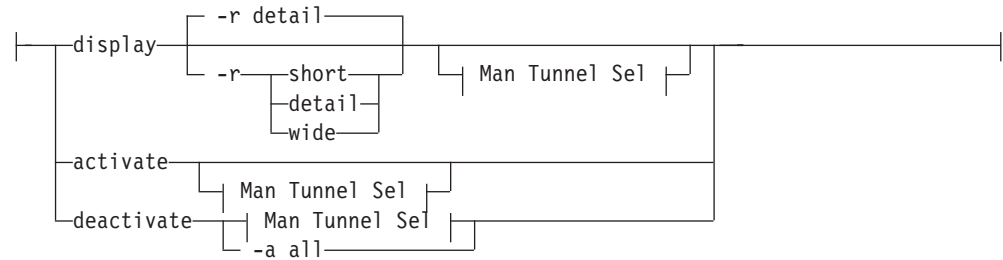 -r detail
display
-r short
Man Tunnel Sel
detail
wide
activate
Man Tunnel Sel
deactivate Man Tunnel Sel
-a all